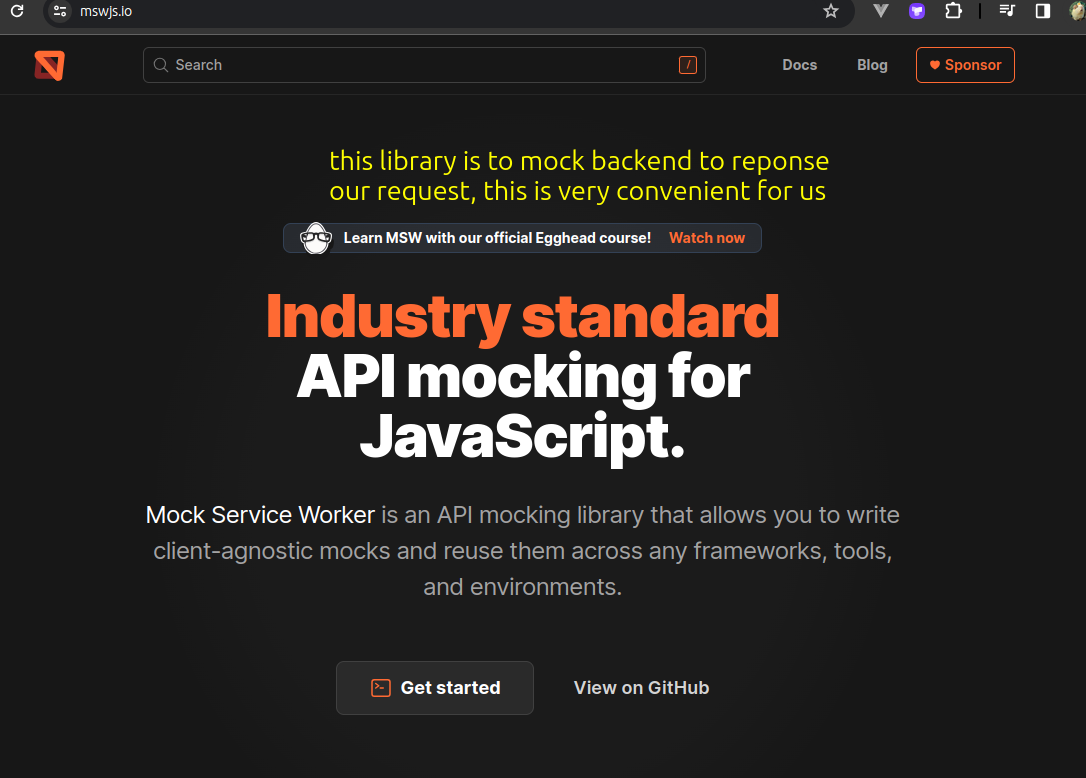 mswjs.io
Search /
Docs Blog Sponsor
this library is to mock backend to reponse
our request, this is very convenient for us
Learn MSW with our official Egghead course! Watch now
Industry standard
API mocking for
JavaScript.
Mock Service Worker is an API mocking library that allows you to write
client-agnostic mocks and reuse them across any frameworks, tools,
and environments.
Get started View on GitHub